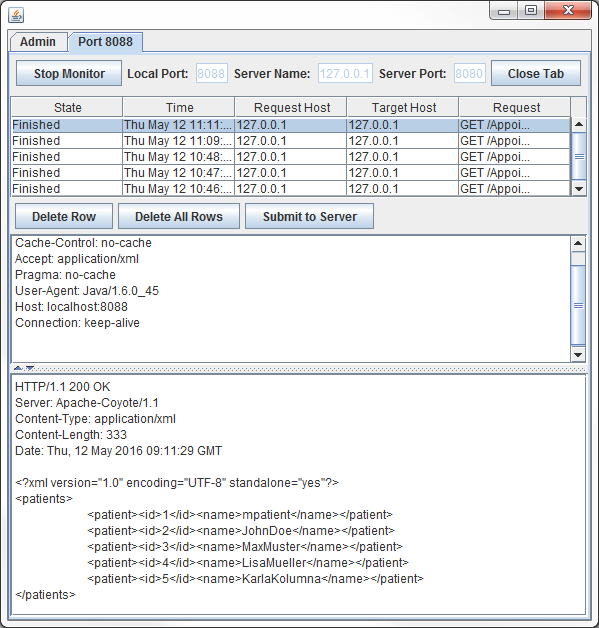 Admin Port 8088
Stop Monitor Local Port: 8088 Server Name: 127.0.0.1 Server Port: 8080 Close Tab
State Time Request Host Target Host Request
Finished Thu May 12 11:11:... 127.0.0.1 127.0.0.1 GET /Appoi...
Finished Thu May 12 11:09:... 127.0.0.1 127.0.0.1 GET /Appoi...
Finished Thu May 12 10:48:... 127.0.0.1 127.0.0.1 GET /Appoi...
Finished Thu May 12 10:47:... 127.0.0.1 127.0.0.1 GET /Appoi...
Finished Thu May 12 10:46:... 127.0.0.1 127.0.0.1 GET /Appoi...
Delete Row Delete All Rows Submit to Server
Cache-Control: no-cache
Accept: application/xml
Pragma: no-cache
User-Agent: Java/1.6.0_45
Host: localhost:8088
Connection: keep-alive
HTTP/1.1 200 OK
Server: Apache-Coyote/1.1
Content-Type: application/xml
Content-Length: 333
Date: Thu, 12 May 2016 09:11:29 GMT
<?xml version="1.0" encoding="UTF-8" standalone="yes"?>
<patients>
<patient><id>1</id><name>mpatient</name></patient>
<patient><id>2</id><name>JohnDoe</name></patient>
<patient><id>3</id><name>MaxMuster</name></patient>
<patient><id>4</id><name>LisaMueller</name></patient>
<patient><id>5</id><name>KarlaKolumna</name></patient>
</patients>